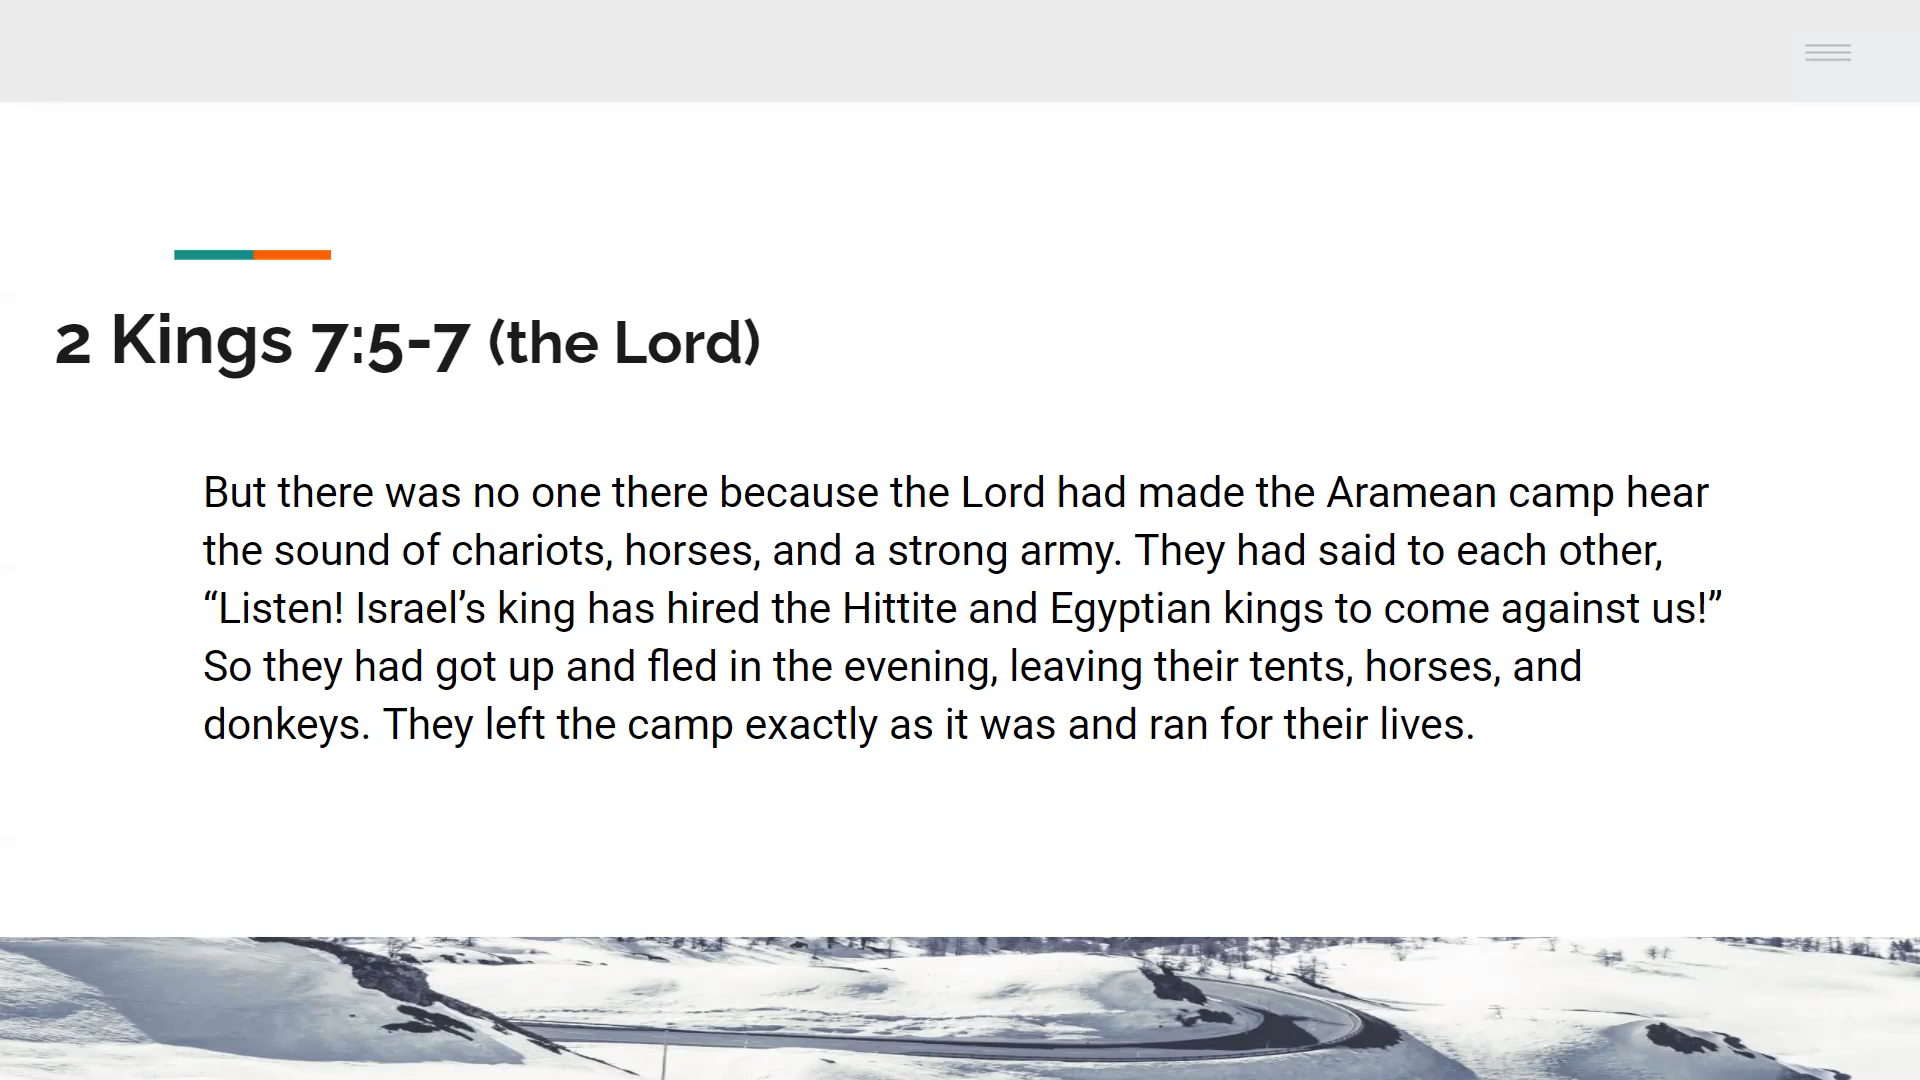 2 Kings 7:5-7 (the Lord)
But there was no one there because the Lord had made the Aramean camp hear
the sound of chariots, horses, and a strong army. They had said to each other,
“Listen! Israel’s king has hired the Hittite and Egyptian kings to come against us!”
So they had got up and fled in the evening, leaving their tents, horses, and
donkeys. They left the camp exactly as it was and ran for their lives.